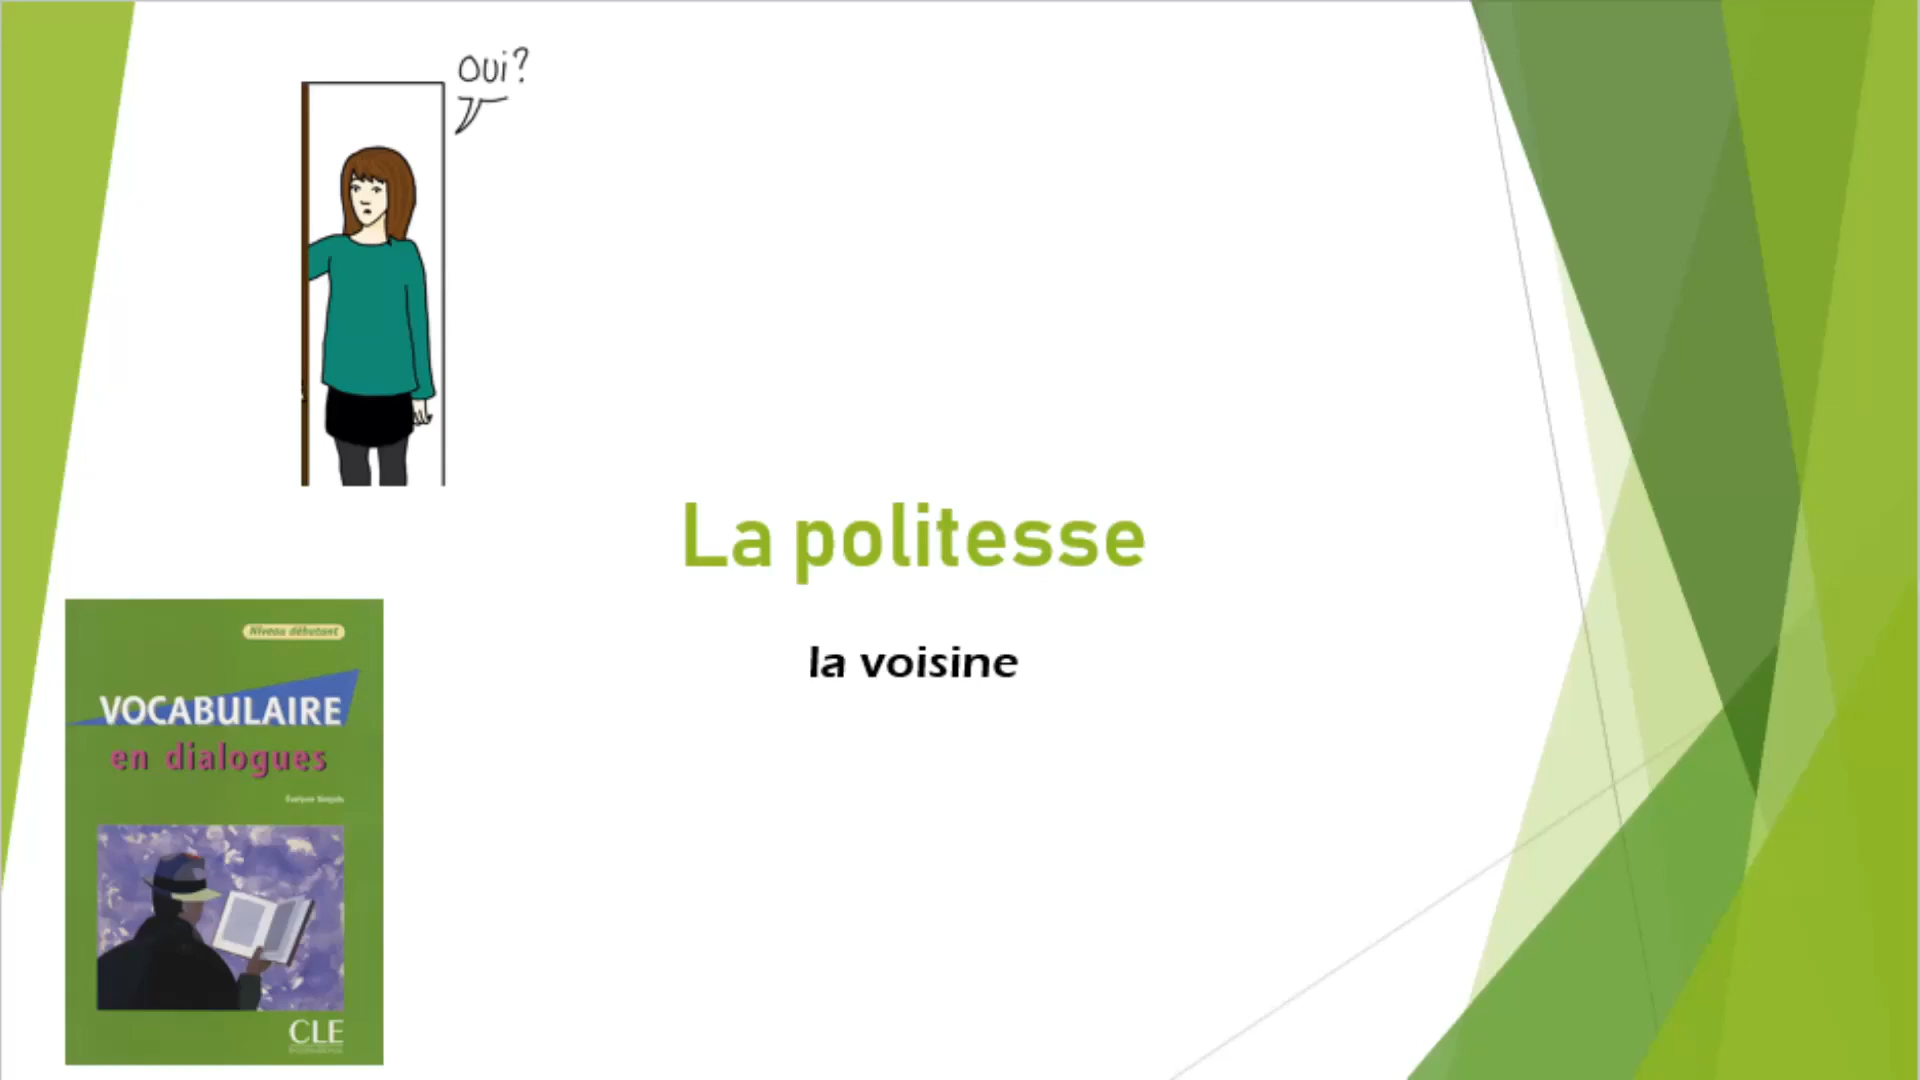 OUi?
La politesse
la voisine
Niveau débutant
VOCABULAIRE
en dialogues
CLE